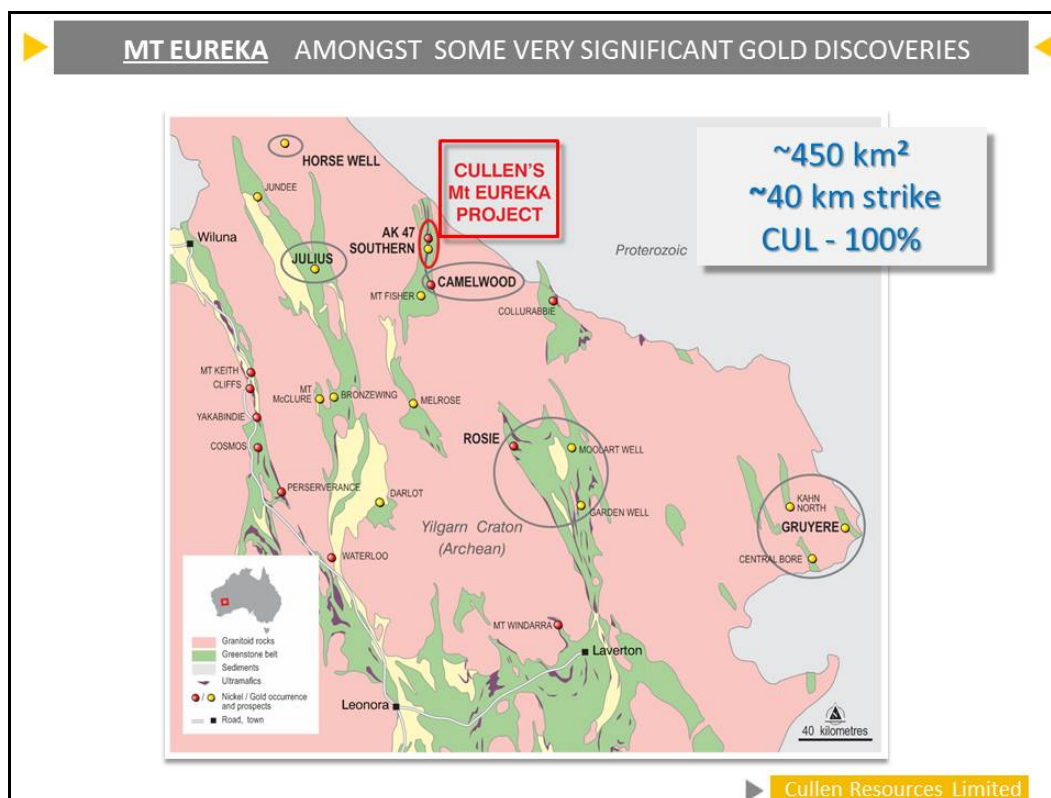 MT EUREKA AMONGST SOME VERY SIGNIFICANT GOLD DISCOVERIES
~450 km²
~40 km strike
CUL - 100%
HORSE WELL
CULLEN'S
Mt EUREKA
PROJECT
JUNDEE
AK 47
SOUTHERN
Wiluna
JULIUS
Proterozoic
CAMELWOOD
MT FISHER
COLLURABBIE
MT KEITH
CLIFFS
MT
McCLURE
BRONZEWING
MELROSE
YAKABINDIE
COSMOS
ROSIE
MOOLART WELL
PERSERVERANCE
DARLOT
GARDEN WELL
KAHN
NORTH
GRUYERE
Yilgarn Craton
(Archean)
WATERLOO
CENTRAL BORE
MT WINDARRA
Laverton
Leonora
Granitoid rocks
Greenstone belt
Sediments
Ultramafics
/ Nickel / Gold occurrence
and prospects
Road, town
40 kilometres
Cullen Resources Limited